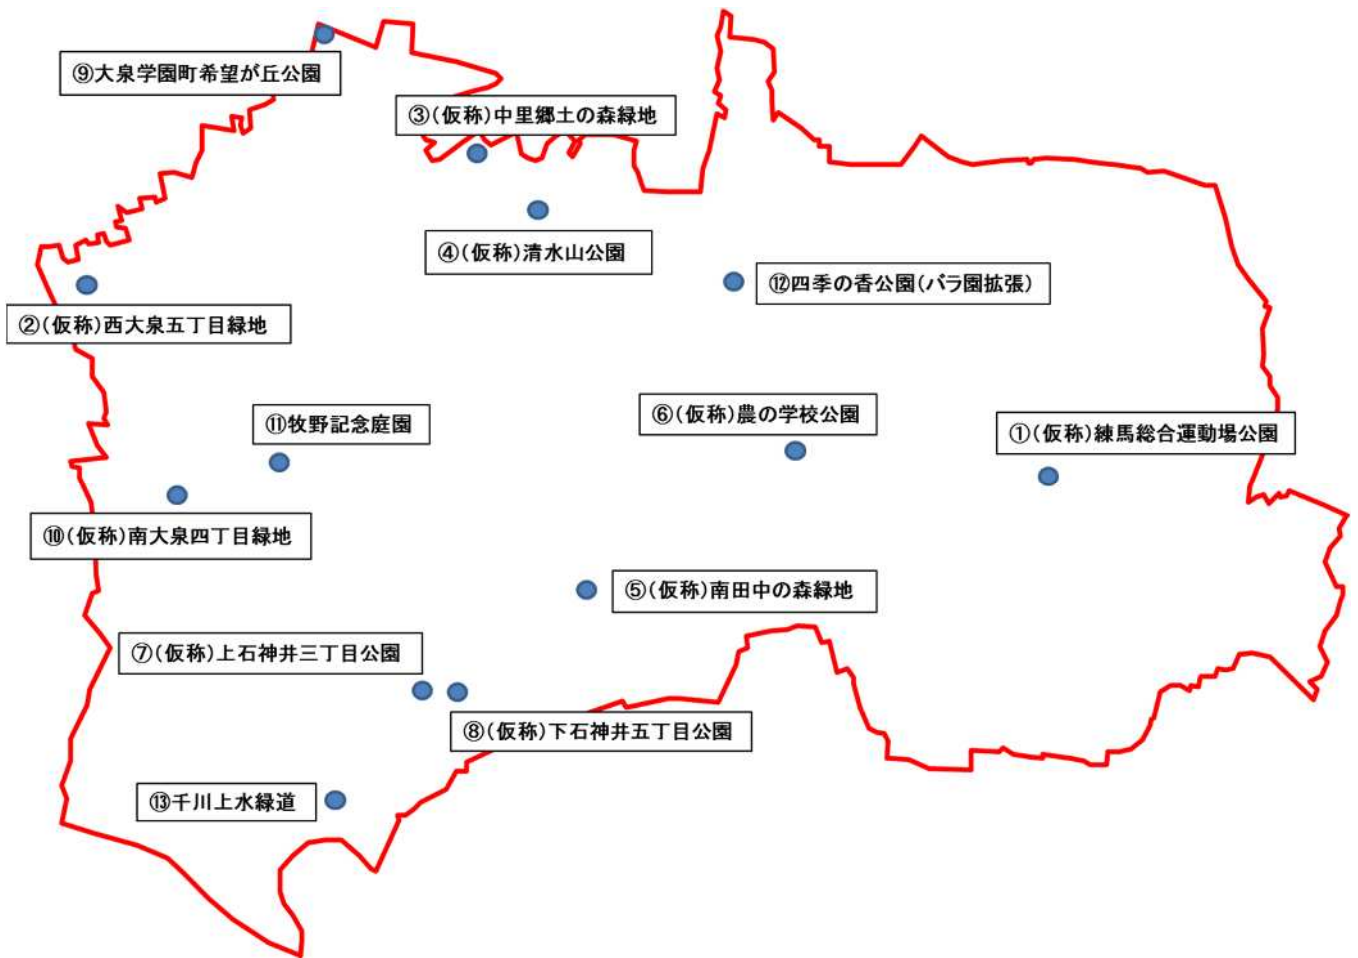 ⑨大泉学園町希望が丘公園
③(仮称)中里郷土の森緑地
④(仮称)清水山公園
⑫四季の香公園(バラ園拡張)
②(仮称)西大泉五丁目緑地
⑪牧野記念庭園
⑥(仮称)農の学校公園
①(仮称)練馬総合運動場公園
⑩(仮称)南大泉四丁目緑地
⑤(仮称)南田中の森緑地
⑦(仮称)上石神井三丁目公園
⑧(仮称)下石神井五丁目公園
⑬千川上水緑道